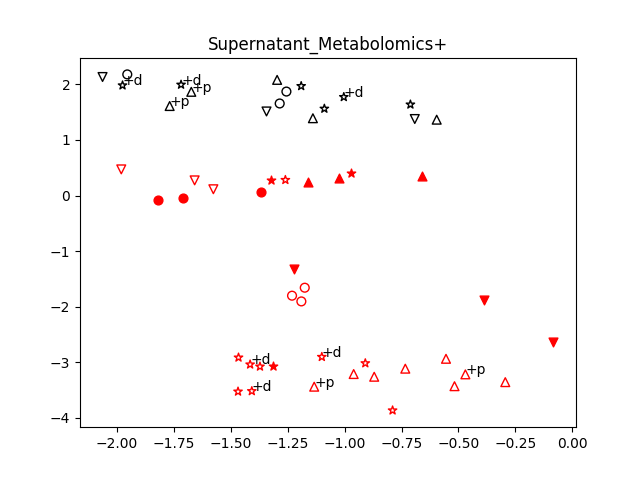 Supernatant_Metabolomics+
2
+d
+d
+p
+d
+p
1
0
−1
−2
−3
+d
+d
+p
+d
+p
−4
−2.00 −1.75 −1.50 −1.25 −1.00 −0.75 −0.50 −0.25 0.00